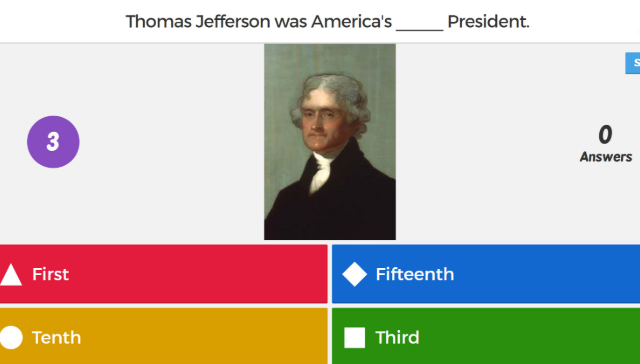 Thomas Jefferson was America's _____ President.
S
3
0
Answers
First
Fifteenth
Tenth
Third